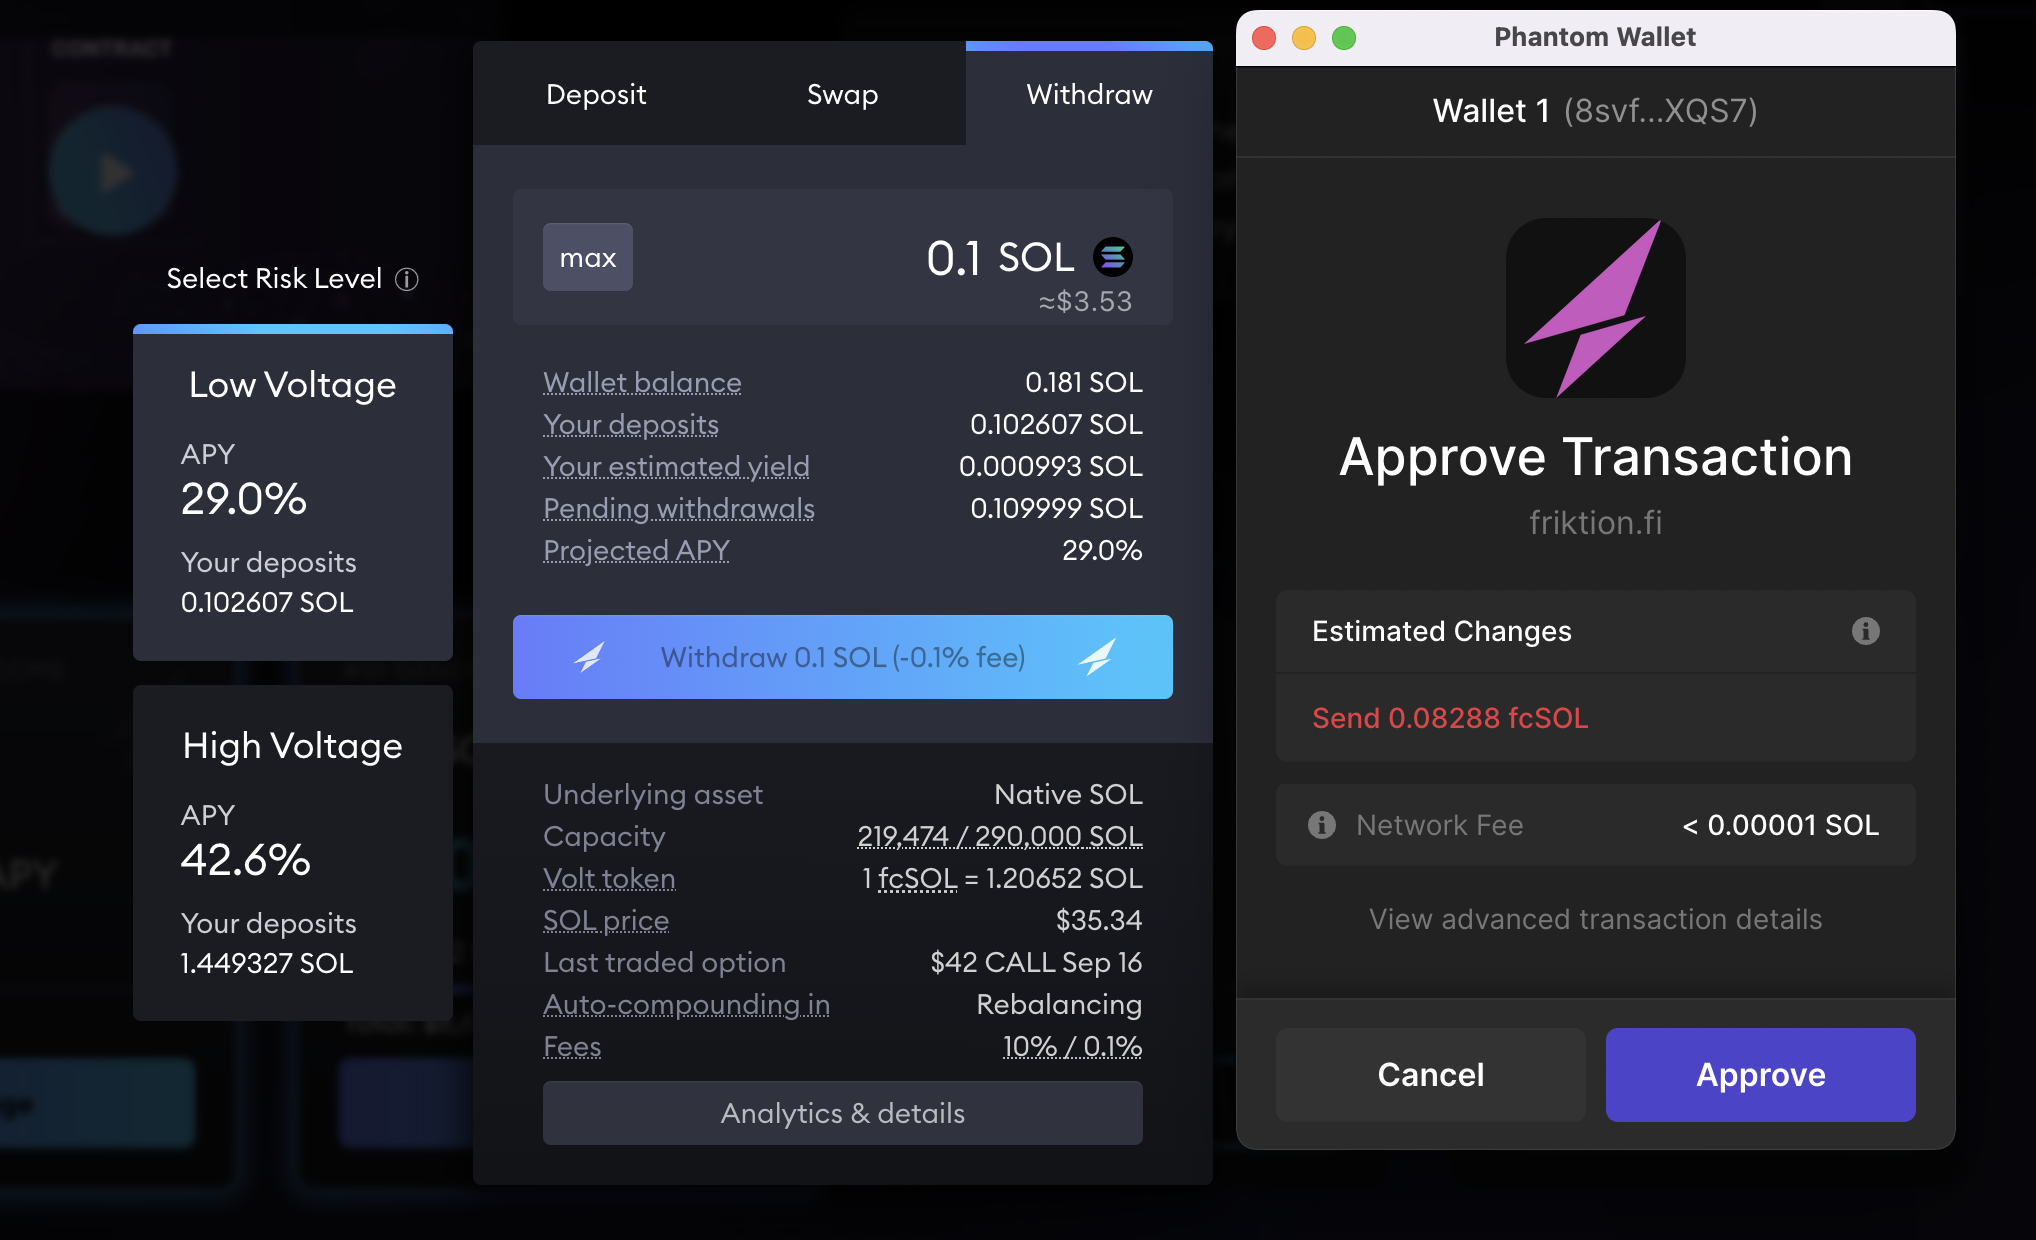 CONTRACT
Select Risk Level
Low Voltage
APY
29.0%
Your deposits
0.102607 SOL
High Voltage
APY
42.6%
Your deposits
1.449327 SOL
Deposit
Swap
Withdraw
max
0.1 SOL
≈$3.53
Wallet balance 0.181 SOL
Your deposits 0.102607 SOL
Your estimated yield 0.000993 SOL
Pending withdrawals 0.109999 SOL
Projected APY 29.0%
Withdraw 0.1 SOL (-0.1% fee)
Underlying asset Native SOL
Capacity 219,474 / 290,000 SOL
Volt token 1 fcSOL = 1.20652 SOL
SOL price $35.34
Last traded option $42 CALL Sep 16
Auto-compounding in Rebalancing
Fees 10% / 0.1%
Analytics & details
APY
Phantom Wallet
Wallet 1 (8svf...XQS7)
Approve Transaction
friktion.fi
Estimated Changes
Send 0.08288 fcSOL
Network Fee < 0.00001 SOL
View advanced transaction details
Cancel
Approve